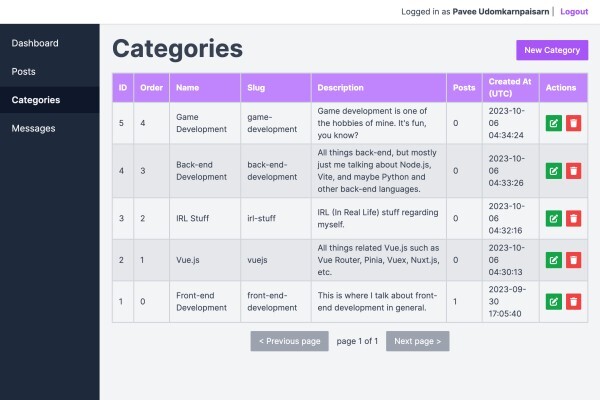 Logged in as Pavee Udomkarnpaisarn | Logout
Dashboard
Posts
Categories
Messages
Categories
New Category
ID Order Name Slug Description Posts Created At (UTC) Actions
5 4 Game Development game-development Game development is one of the hobbies of mine. It's fun, you know? 0 2023-10-06 04:34:24
4 3 Back-end Development back-end-development All things back-end, but mostly just me talking about Node.js, Vite, and maybe Python and other back-end languages. 0 2023-10-06 04:33:26
3 2 IRL Stuff irl-stuff IRL (In Real Life) stuff regarding myself. 0 2023-10-06 04:32:16
2 1 Vue.js vuejs All things related Vue.js such as Vue Router, Pinia, Vuex, Nuxt.js, etc. 0 2023-10-06 04:30:13
1 0 Front-end Development front-end-development This is where I talk about front-end development in general. 1 2023-09-30 17:05:40
< Previous page page 1 of 1 Next page >